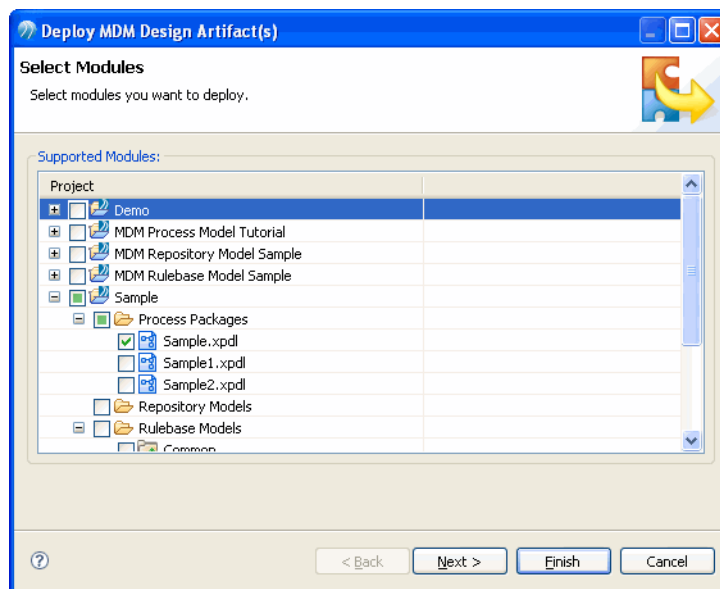 Deploy MDM Design Artifact(s)
Select Modules
Select modules you want to deploy.
Supported Modules:
Project
Demo
MDM Process Model Tutorial
MDM Repository Model Sample
MDM Rulebase Model Sample
Sample
Process Packages
Sample.xpdl
Sample1.xpdl
Sample2.xpdl
Repository Models
Rulebase Models
Common
? < Back Next > Finish Cancel